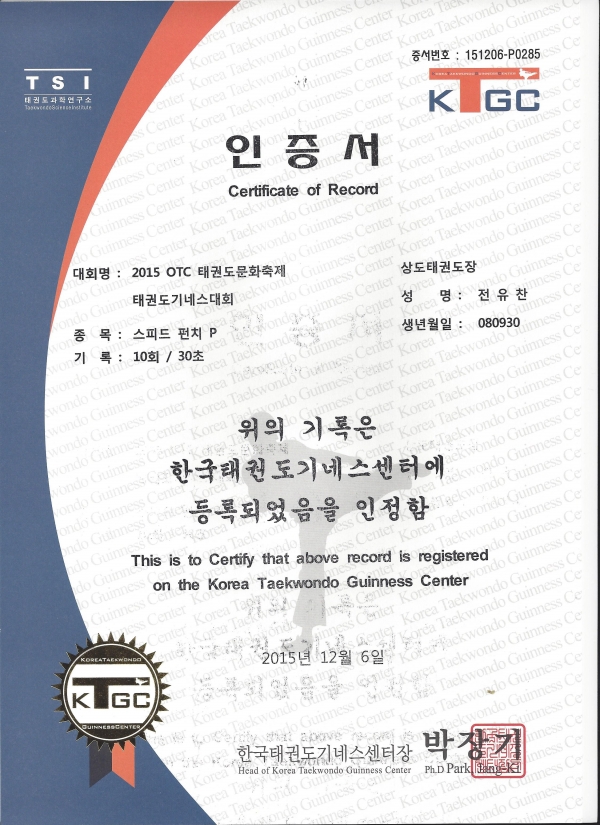 증서번호 : 151206-P0285
TSI
태권도과학연구소
TaekwondoScienceInstitute
KTGC
인증서
Certificate of Record
대회명 : 2015 OTC 태권도문화축제
태권도기네스대회
종 목 : 스피드 펀치 P
기 록 : 10회 / 30초
상도태권도장
성 명 : 전유찬
생년월일 : 080930
위의 기록은
한국태권도기네스센터에
등록되었음을 인정함
This is to Certify that above record is registered
on the Korea Taekwondo Guinness Center
2015년 12월 6일
KOREATAEKWONDO
KTGC
GUINNESSCENTER
한국태권도기네스센터장 박장기
Head of Korea Taekwondo Guinness Center Ph.D Park Jang-Ki